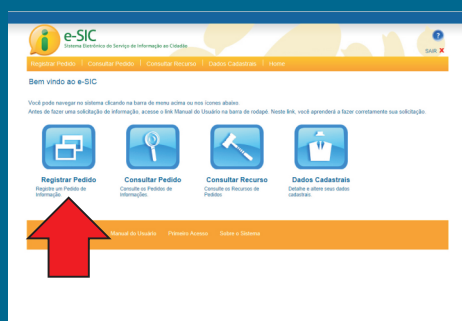 e-SIC
Sistema Eletrônico do Serviço de Informação ao Cidadão
?
SAIR X
Registrar Pedido | Consultar Pedido | Consultar Recurso | Dados Cadastrais | Home
Bem vindo ao e-SIC
Você pode navegar no sistema clicando na barra de menu acima ou nos ícones abaixo.
Antes de fazer uma solicitação de informação, acesse o link Manual do Usuário na barra de rodapé. Neste link, você aprenderá a fazer corretamente sua solicitação.
Registrar Pedido
Registre um Pedido de
Informação.
Consultar Pedido
Consulte os Pedidos de
Informações.
Consultar Recurso
Consulte os Recursos de
Pedidos
Dados Cadastrais
Detalhe e altere seus dados
cadastrais
Manual do Usuário Primeiro Acesso Sobre o Sistema